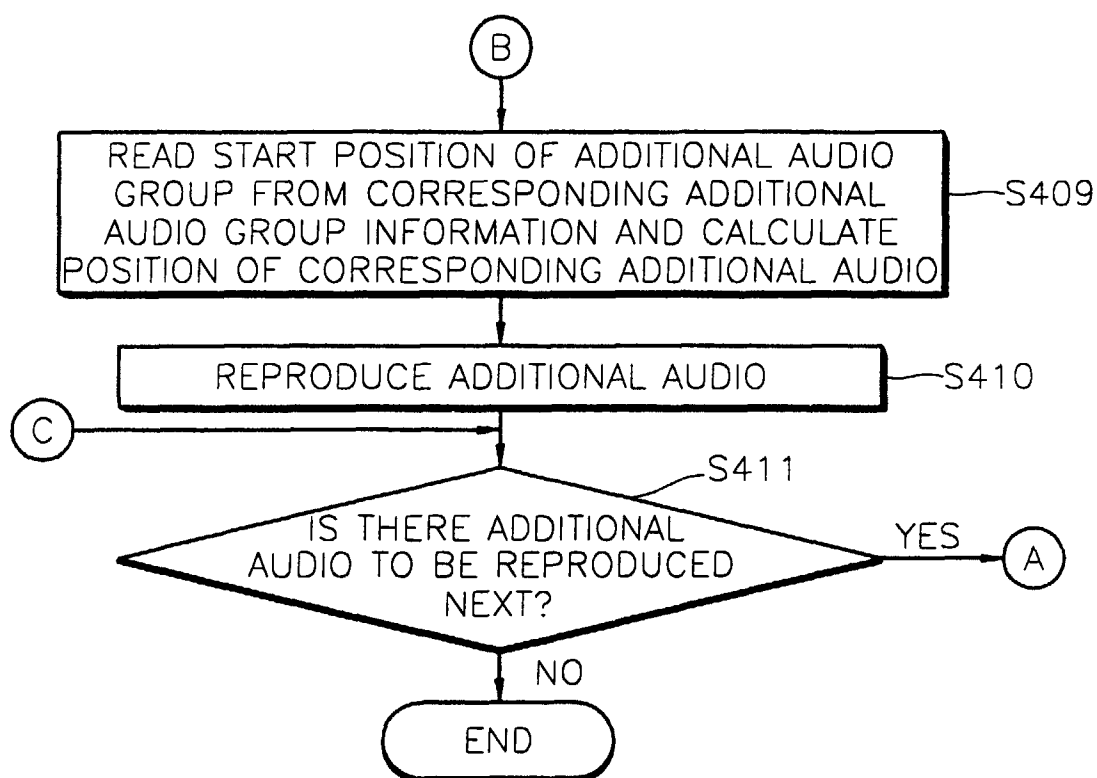 B
READ START POSITION OF ADDITIONAL AUDIO
GROUP FROM CORRESPONDING ADDITIONAL
AUDIO GROUP INFORMATION AND CALCULATE
POSITION OF CORRESPONDING ADDITIONAL AUDIO
S409
REPRODUCE ADDITIONAL AUDIO
S410
C
S411
IS THERE ADDITIONAL
AUDIO TO BE REPRODUCED
NEXT?
YES
A
NO
END